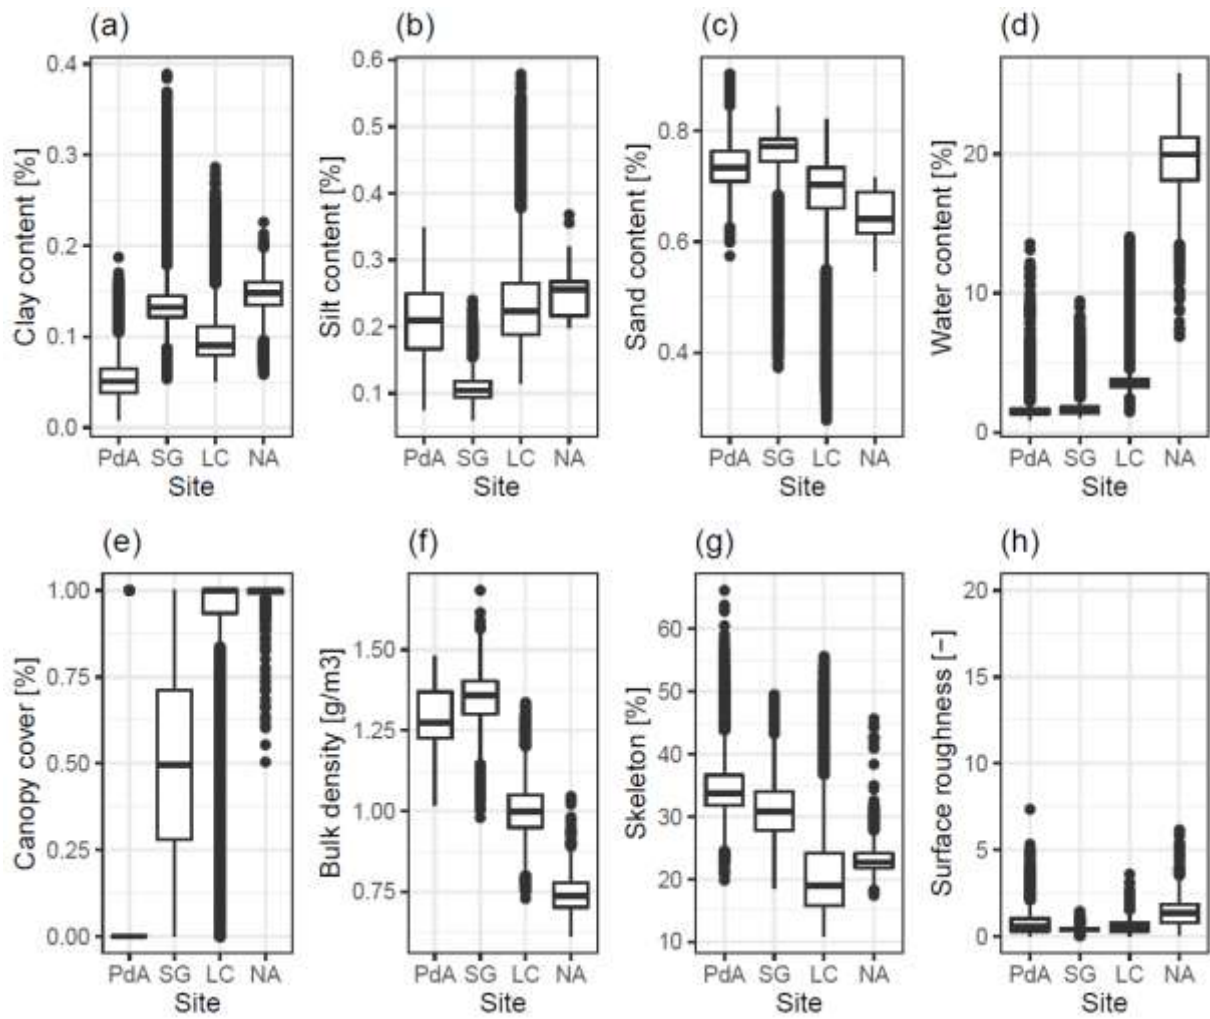 (a) (b) (c) (d)
Clay content [%]
0.4
0.3
0.2
0.1
0.0
PdA SG LC NA
Site
Silt content [%]
0.6
0.5
0.4
0.3
0.2
0.1
PdA SG LC NA
Site
Sand content [%]
0.8
0.6
0.4
PdA SG LC NA
Site
Water content [%]
20
10
0
PdA SG LC NA
Site
(e) (f) (g) (h)
Canopy cover [%]
1.00
0.75
0.50
0.25
0.00
PdA SG LC NA
Site
Bulk density [g/m3]
1.50
1.25
1.00
0.75
PdA SG LC NA
Site
Skeleton [%]
60
50
40
30
20
10
PdA SG LC NA
Site
Surface roughness [−]
20
15
10
5
0
PdA SG LC NA
Site